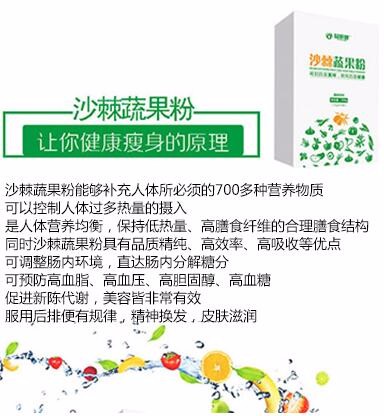 沙棘蔬果粉
沙棘蔬果粉
让你健康瘦身的原理
沙棘蔬果粉能够补充人体所必须的700多种营养物质
可以控制人体过多热量的摄入
是人体营养均衡，保持低热量、高膳食纤维的合理膳食结构
同时沙棘蔬果粉具有品质精纯、高效率、高吸收等优点
可调整肠内环境，直达肠内分解糖分
可预防高血脂、高血压、高胆固醇、高血糖
促进新陈代谢，美容皆非常有效
服用后排便有规律，精神换发，皮肤滋润